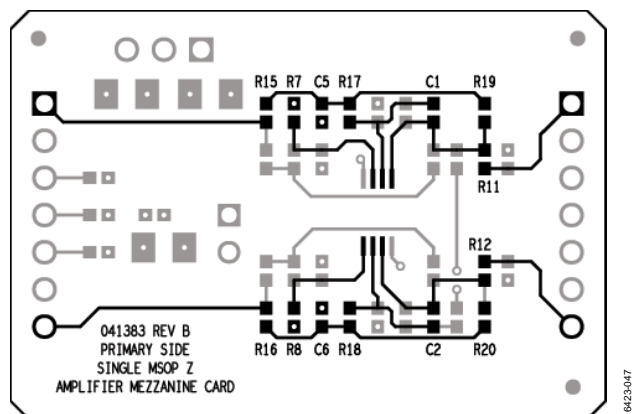 R15 R7 C5 R17 C1 R19
R11
R12
R16 R8 C6 R18 C2 R20
041383 REV B
PRIMARY SIDE
SINGLE MSOP Z
AMPLIFIER MEZZANINE CARD
6423-047